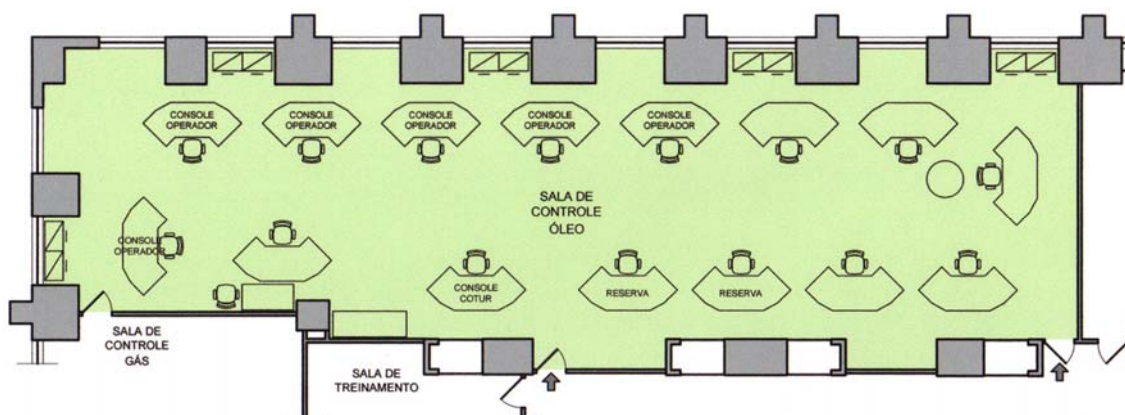 CONSOLE
OPERADOR
CONSOLE
OPERADOR
CONSOLE
OPERADOR
CONSOLE
OPERADOR
CONSOLE
OPERADOR
SALA DE
CONTROLE
ÓLEO
CONSOLE
OPERADOR
CONSOLE
COTUR
RESERVA
RESERVA
SALA DE
CONTROLE
GÁS
SALA DE
TREINAMENTO